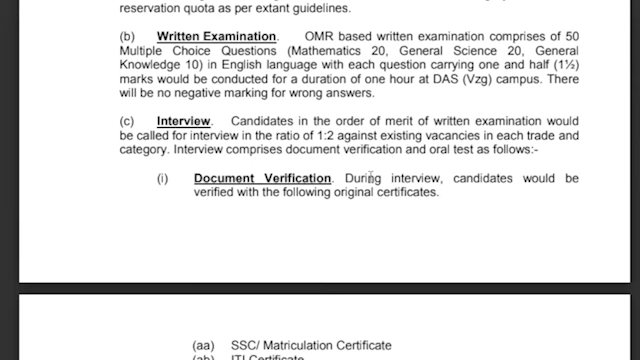 reservation quota as per extant guidelines.
(b) Written Examination. OMR based written examination comprises of 50
Multiple Choice Questions (Mathematics 20, General Science 20, General
Knowledge 10) in English language with each question carrying one and half (1½)
marks would be conducted for a duration of one hour at DAS (Vzg) campus. There
will be no negative marking for wrong answers.
(c) Interview. Candidates in the order of merit of written examination would
be called for interview in the ratio of 1:2 against existing vacancies in each trade and
category. Interview comprises document verification and oral test as follows:-
(i) Document Verification. During interview, candidates would be
verified with the following original certificates.
(aa) SSC/ Matriculation Certificate
(ab) ITI Certificate